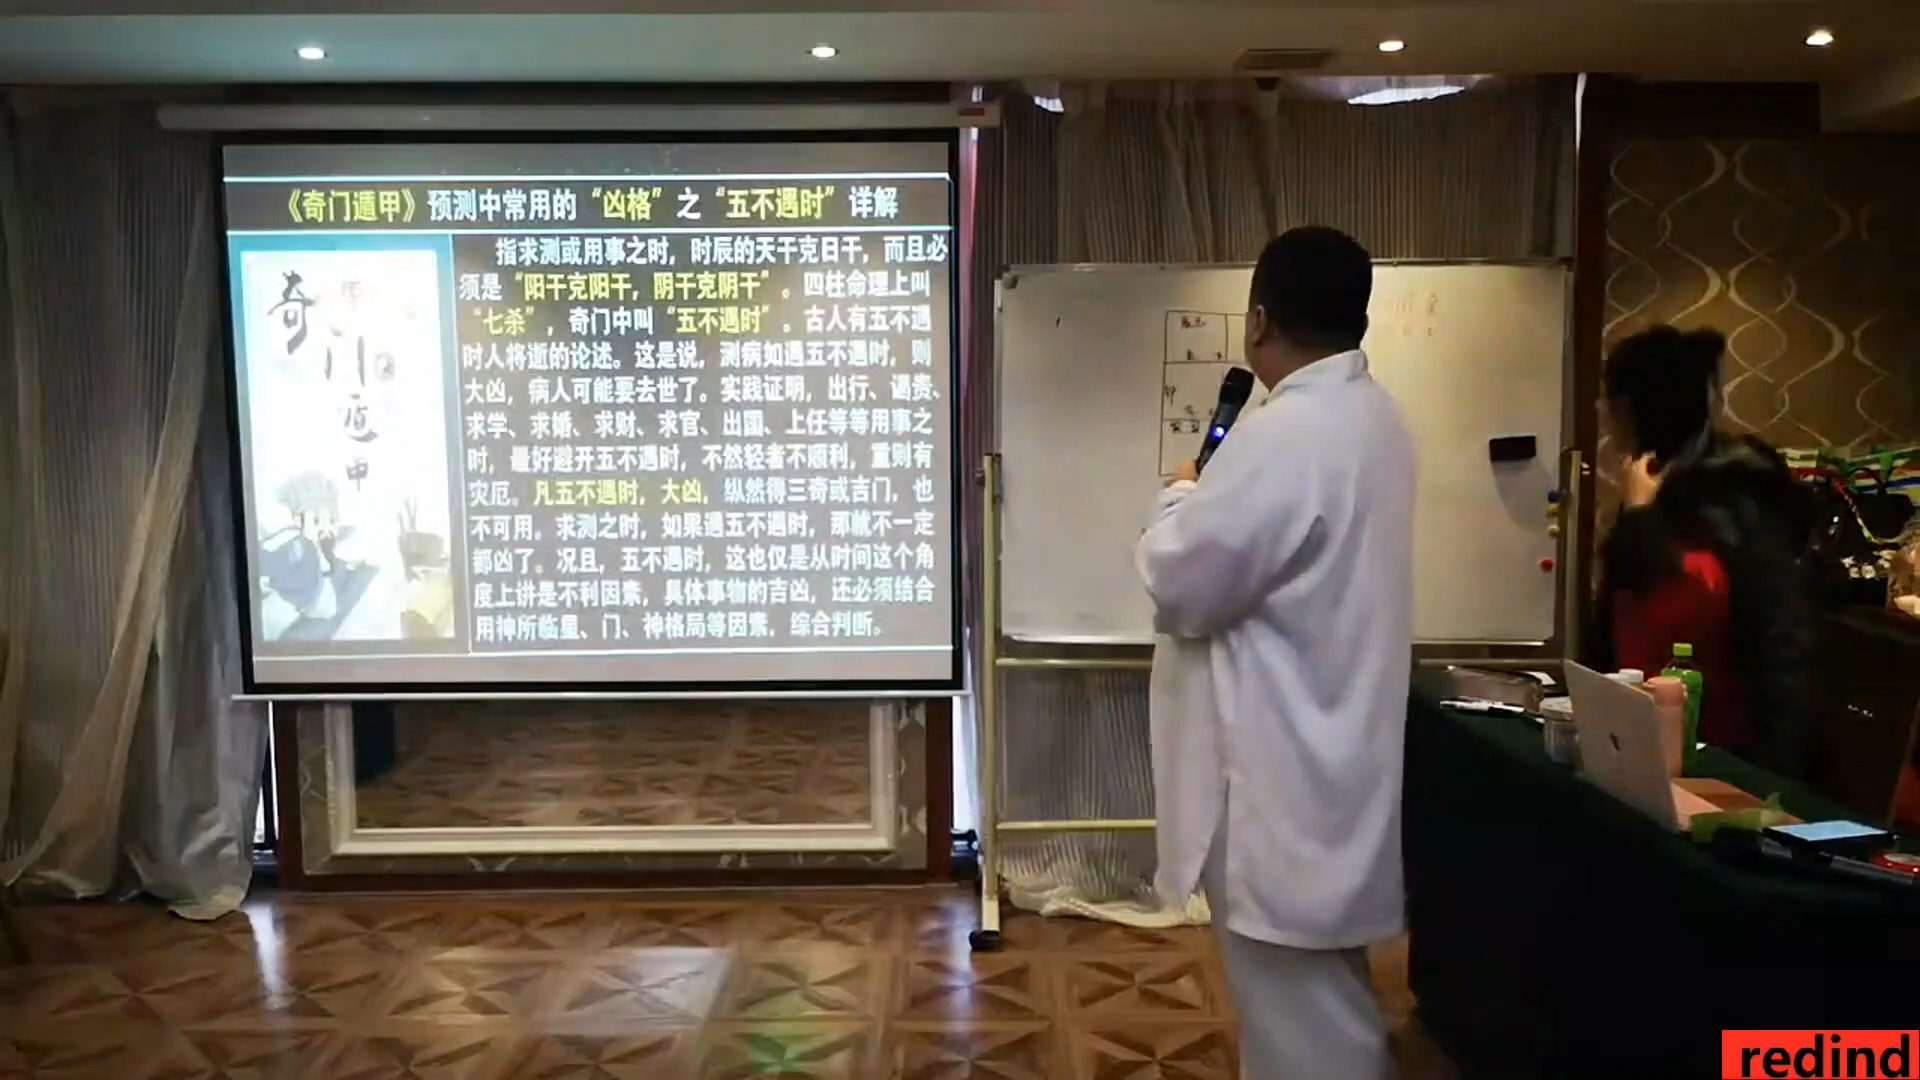 《奇门遁甲》预测中常用的“凶格”之“五不遇时”详解
指求测或用事之时，时辰的天干克日干，而且必
须是“阳干克阳干，阴干克阴干”。四柱命理上叫
“七杀”，奇门中叫“五不遇时”。古人有五不遇
时人将逝的论述。这是说，测病如遇五不遇时，则
大凶，病人可能要去世了。实践证明，出行、谒贵、
求学、求婚、求财、求官、出国、上任等等用事之
时，最好避开五不遇时，不然轻者不顺利，重则有
灾厄。凡五不遇时，大凶，纵然得三奇或吉门，也
不可用。求测之时，如果遇五不遇时，那就不一定
都凶了。况且，五不遇时，这也仅是从时间这个角
度上讲是不利因素，具体事物的吉凶，还必须结合
用神所临星、门、神格局等因素，综合判断。
奇
门
遁
甲
redind